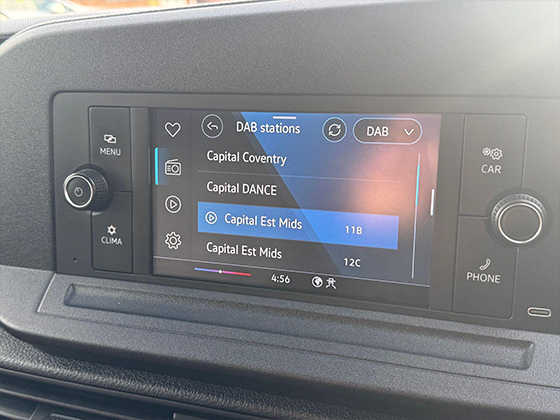 MENU
CLIMA
DAB stations
DAB
Capital Coventry
Capital DANCE
Capital Est Mids 11B
Capital Est Mids 12C
4:56
CAR
PHONE